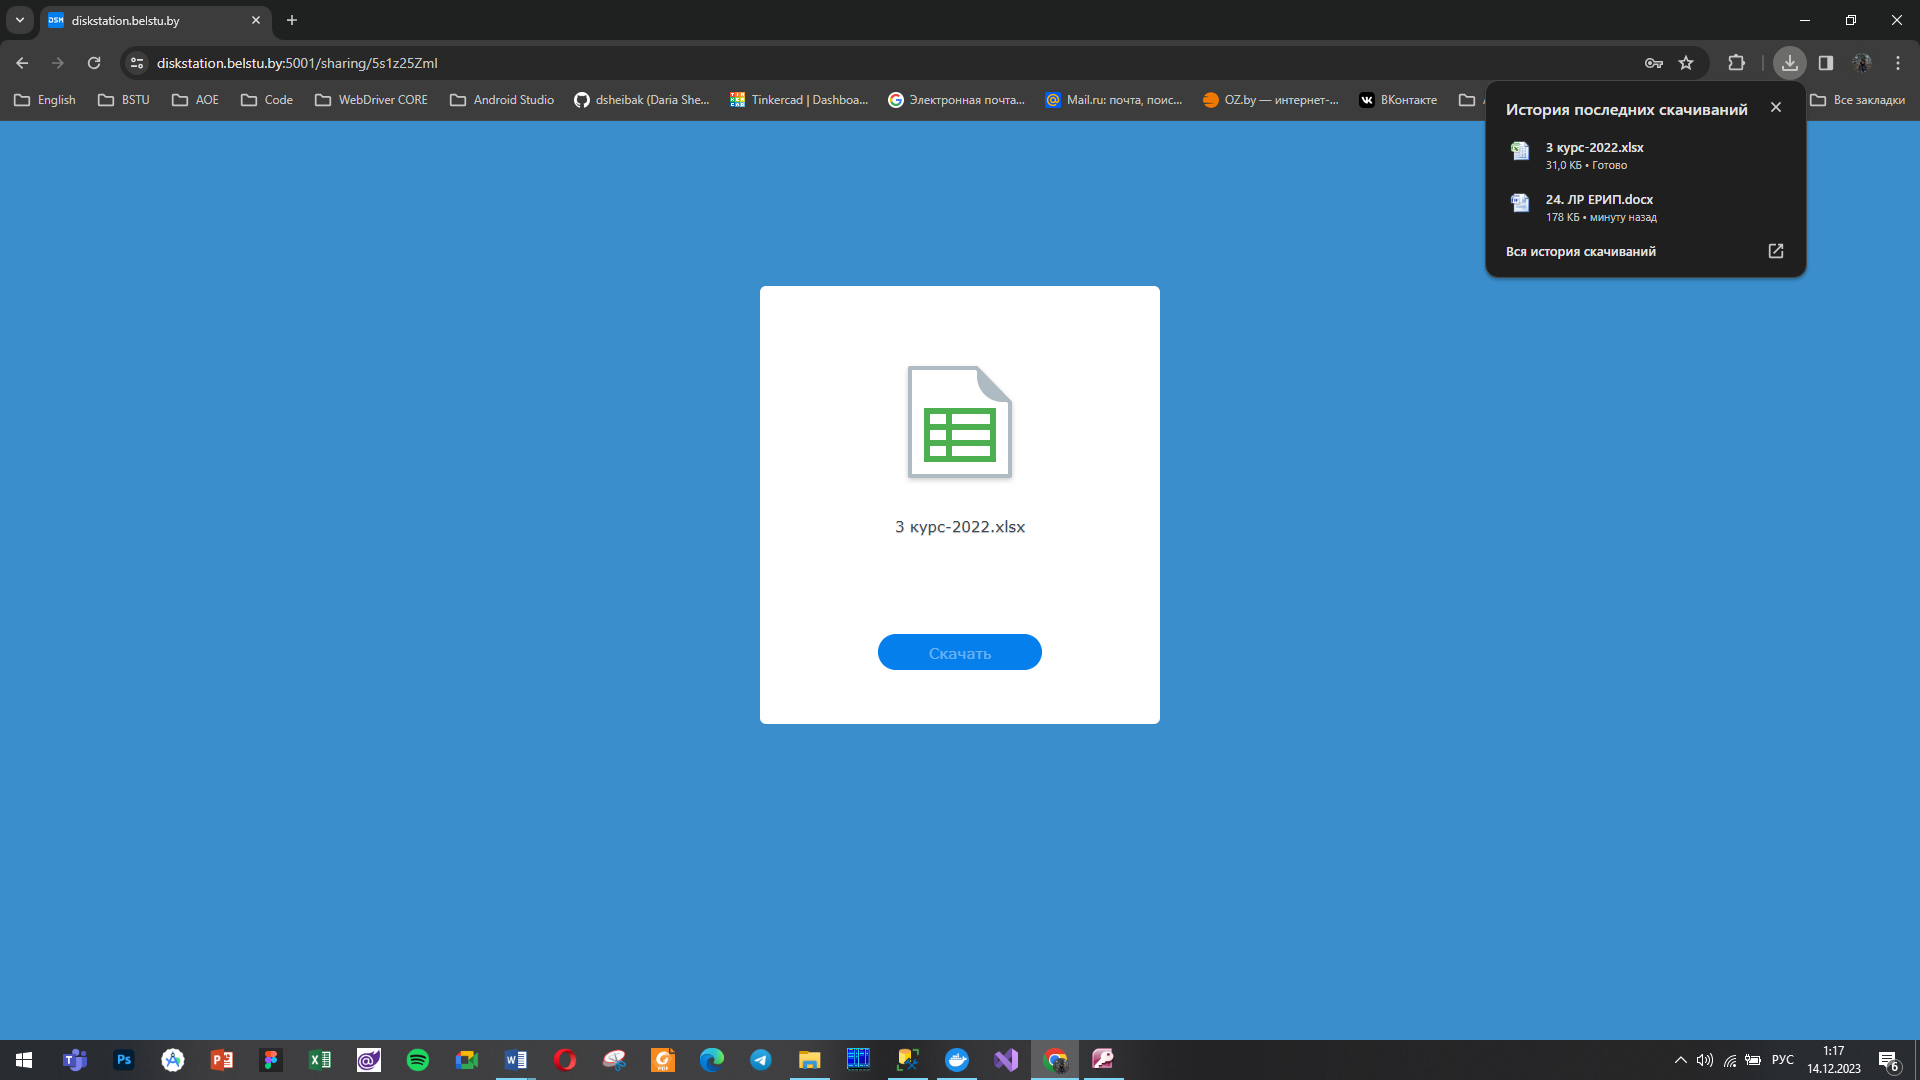 DSM diskstation.belstu.by
diskstation.belstu.by:5001/sharing/5s1z25Zml
English BSTU AOE Code WebDriver CORE Android Studio dsheibak (Daria She... Tinkercad | Dashboa... Электронная почта... Mail.ru: почта, поис... OZ.by — интернет-... ВКонтакте Все закладки
История последних скачиваний
3 курс-2022.xlsx
31,0 КБ • Готово
24. ЛР ЕРИП.docx
178 КБ • минуту назад
Вся история скачиваний
3 курс-2022.xlsx
Скачать
РУС
1:17
14.12.2023
6